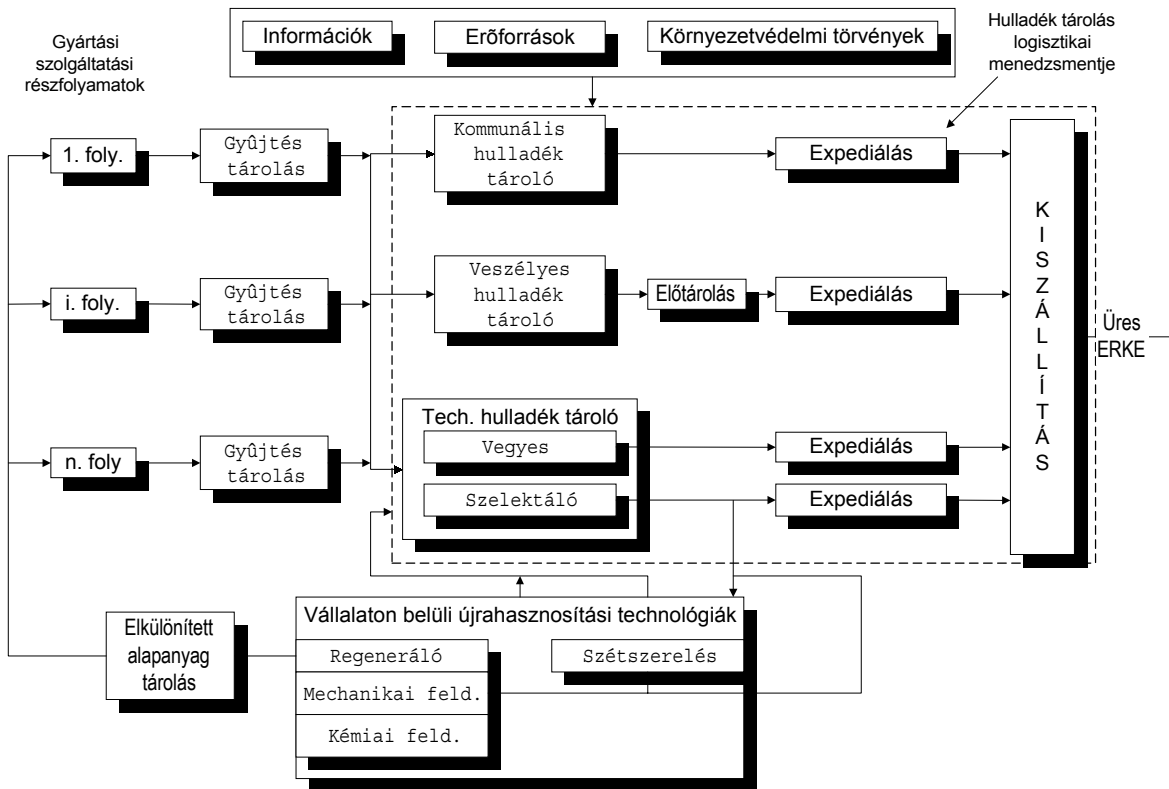 Információk
Erõforrások
Környezetvédelmi törvények
Hulladék tárolás
logisztikai
menedzsmentje
Gyártási
szolgáltatási
részfolyamatok
1. foly.
Gyûjtés
tárolás
Kommunális
hulladék
tároló
Expediálás
i. foly.
Gyûjtés
tárolás
Veszélyes
hulladék
tároló
Előtárolás
Expediálás
KISZÁLLÍTÁS
Üres
ERKE
n. foly
Gyûjtés
tárolás
Tech. hulladék tároló
Vegyes
Expediálás
Szelektáló
Expediálás
Elkülönített
alapanyag
tárolás
Vállalaton belüli újrahasznosítási technológiák
Regeneráló
Szétszerelés
Mechanikai feld.
Kémiai feld.